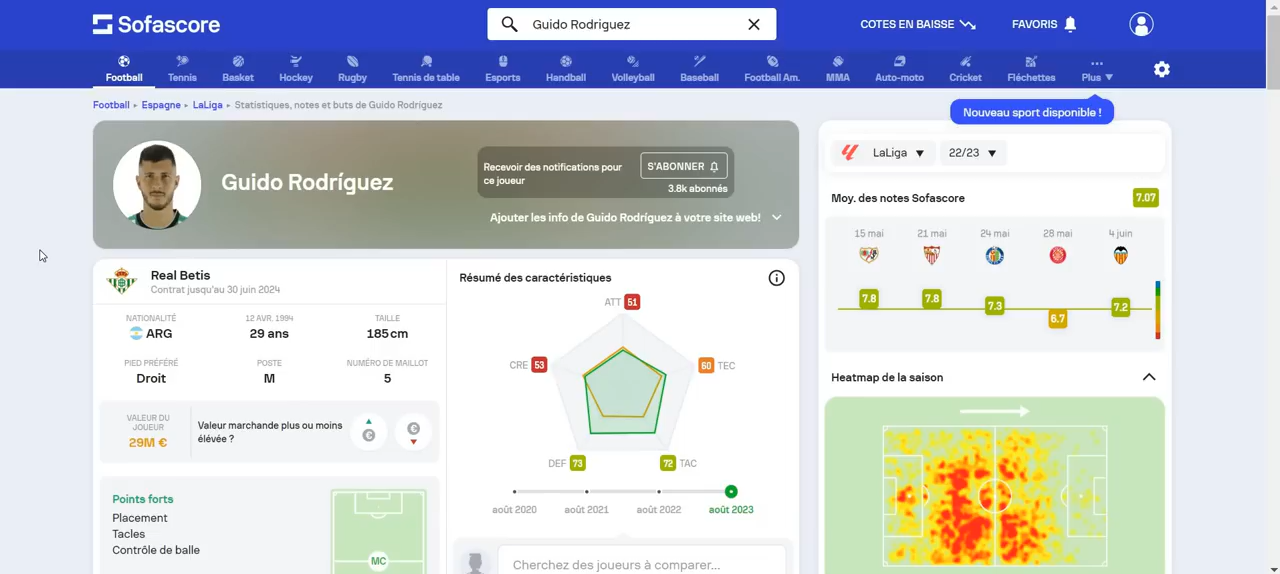 Sofascore
Guido Rodriguez
COTES EN BAISSE
FAVORIS
Football
Tennis
Basket
Hockey
Rugby
Tennis de table
Esports
Handball
Volleyball
Baseball
Football Am.
MMA
Auto-moto
Cricket
Fléchettes
Plus
Nouveau sport disponible !
Football Espagne LaLiga Statistiques, notes et buts de Guido Rodríguez
Guido Rodríguez
Recevoir des notifications pour
ce joueur
S'ABONNER
3.8k abonnés
Ajouter les info de Guido Rodríguez à votre site web!
Real Betis
Contrat jusqu'au 30 juin 2024
NATIONALITÉ
ARG
12 AVR. 1994
29 ans
TAILLE
185 cm
PIED PRÉFÉRÉ
Droit
POSTE
M
NUMÉRO DE MAILLOT
5
VALEUR DU
JOUEUR
29M €
Valeur marchande plus ou moins
élevée ?
Points forts
Placement
Tacles
Contrôle de balle
MC
Résumé des caractéristiques
ATT 51
CRE 53
60 TEC
DEF 73
72 TAC
août 2020
août 2021
août 2022
août 2023
Cherchez des joueurs à comparer...
LaLiga
22/23
Moy. des notes Sofascore
7.07
15 mai
21 mai
24 mai
28 mai
4 juin
7.8
7.8
7.3
6.7
7.2
Heatmap de la saison